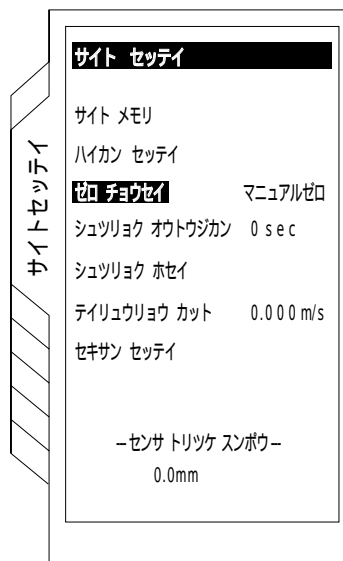 サイト セッテイ
サイトセッテイ
サイト メモリ
ハイカン セッテイ
ゼロ チョウセイ マニュアルゼロ
シュツリョク オウトウジカン 0 sec
シュツリョク ホセイ
テイリュウリョウ カット 0.000 m/s
セキサン セッテイ
−センサ トリツケ スンポウ−
0.0mm